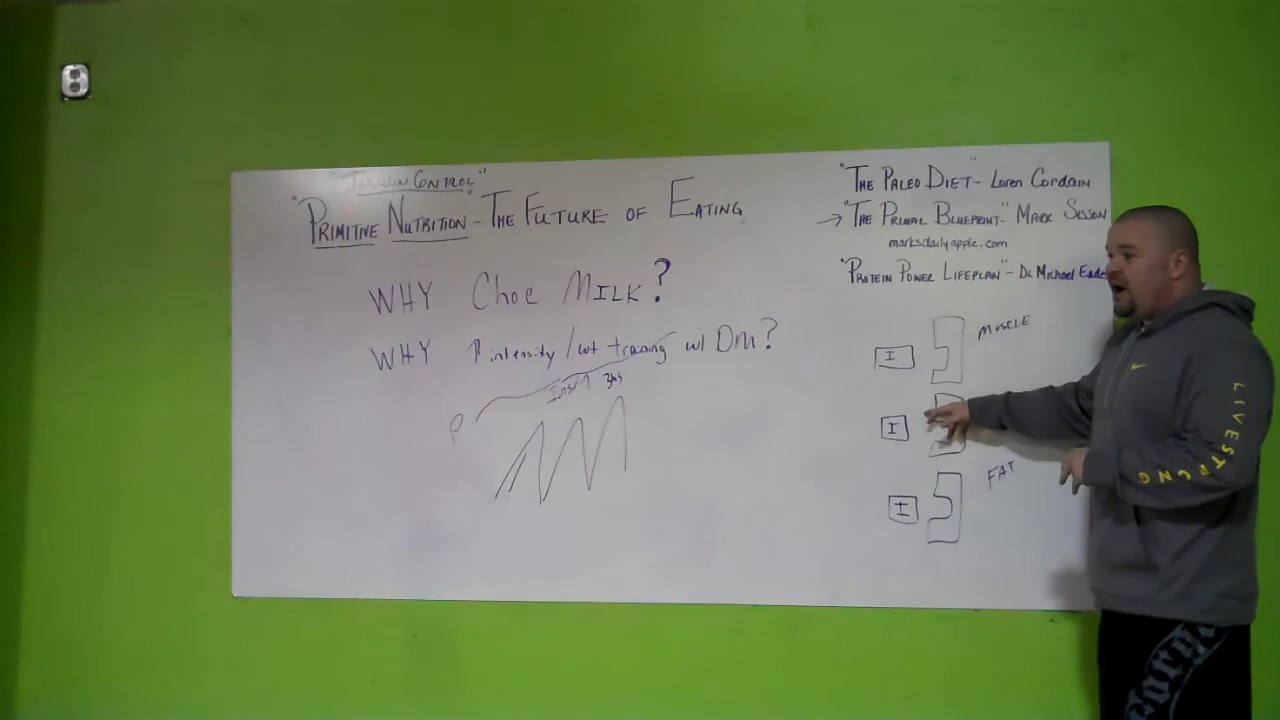 "INSULIN CONTROL"
"PRIMITIVE NUTRITION" - THE FUTURE OF EATING
WHY Choc MILK?
WHY ↑ intensity / wt training w/ DM?
"THE PALEO DIET" - Loren Cordain
→ "THE PRIMAL BLUEPRINT" - MARK SISSON
marksdailyapple.com
"PROTEIN POWER LIFEPLAN" - Dr. Michael Eade
MUSCLE
I
I
FAT
I
P
LIVESTRONG